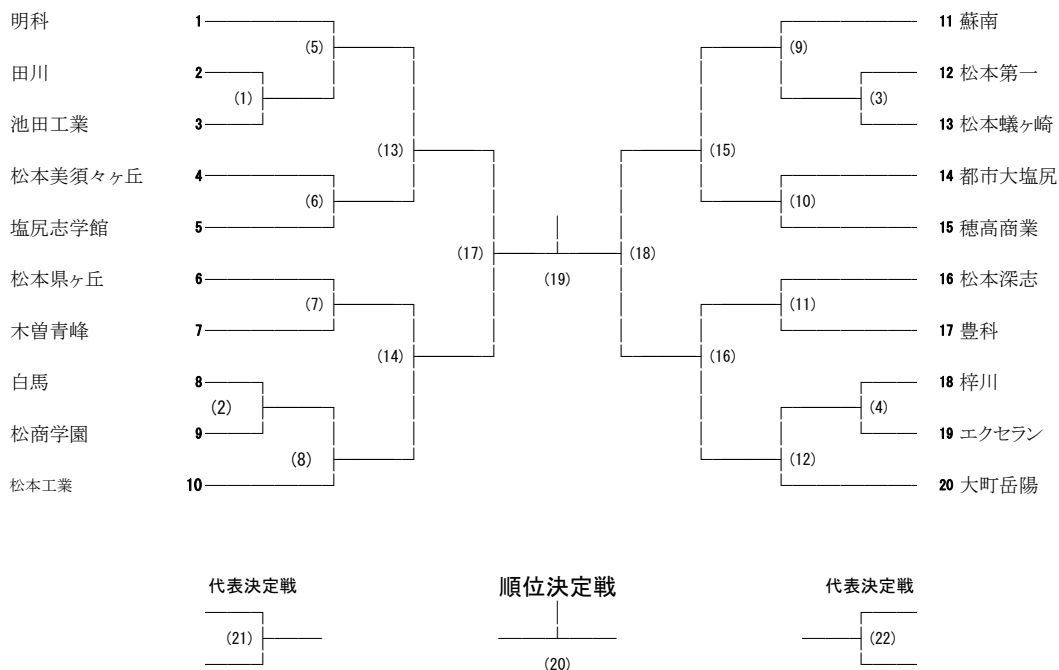 明科 1
(5)
田川 2
(1)
池田工業 3
(13)
松本美須々ヶ丘 4
(6)
塩尻志学館 5
(17)
松本県ヶ丘 6
(7)
木曽青峰 7
(14)
白馬 8
(2)
松商学園 9
(8)
松本工業 10
(19)
11 蘇南
(9)
12 松本第一
(3)
13 松本蟻ヶ崎
(15)
14 都市大塩尻
(10)
15 穂高商業
(18)
16 松本深志
(11)
17 豊科
(16)
18 梓川
(4)
19 エクセラン
(12)
20 大町岳陽
代表決定戦
(21)
順位決定戦
(20)
代表決定戦
(22)